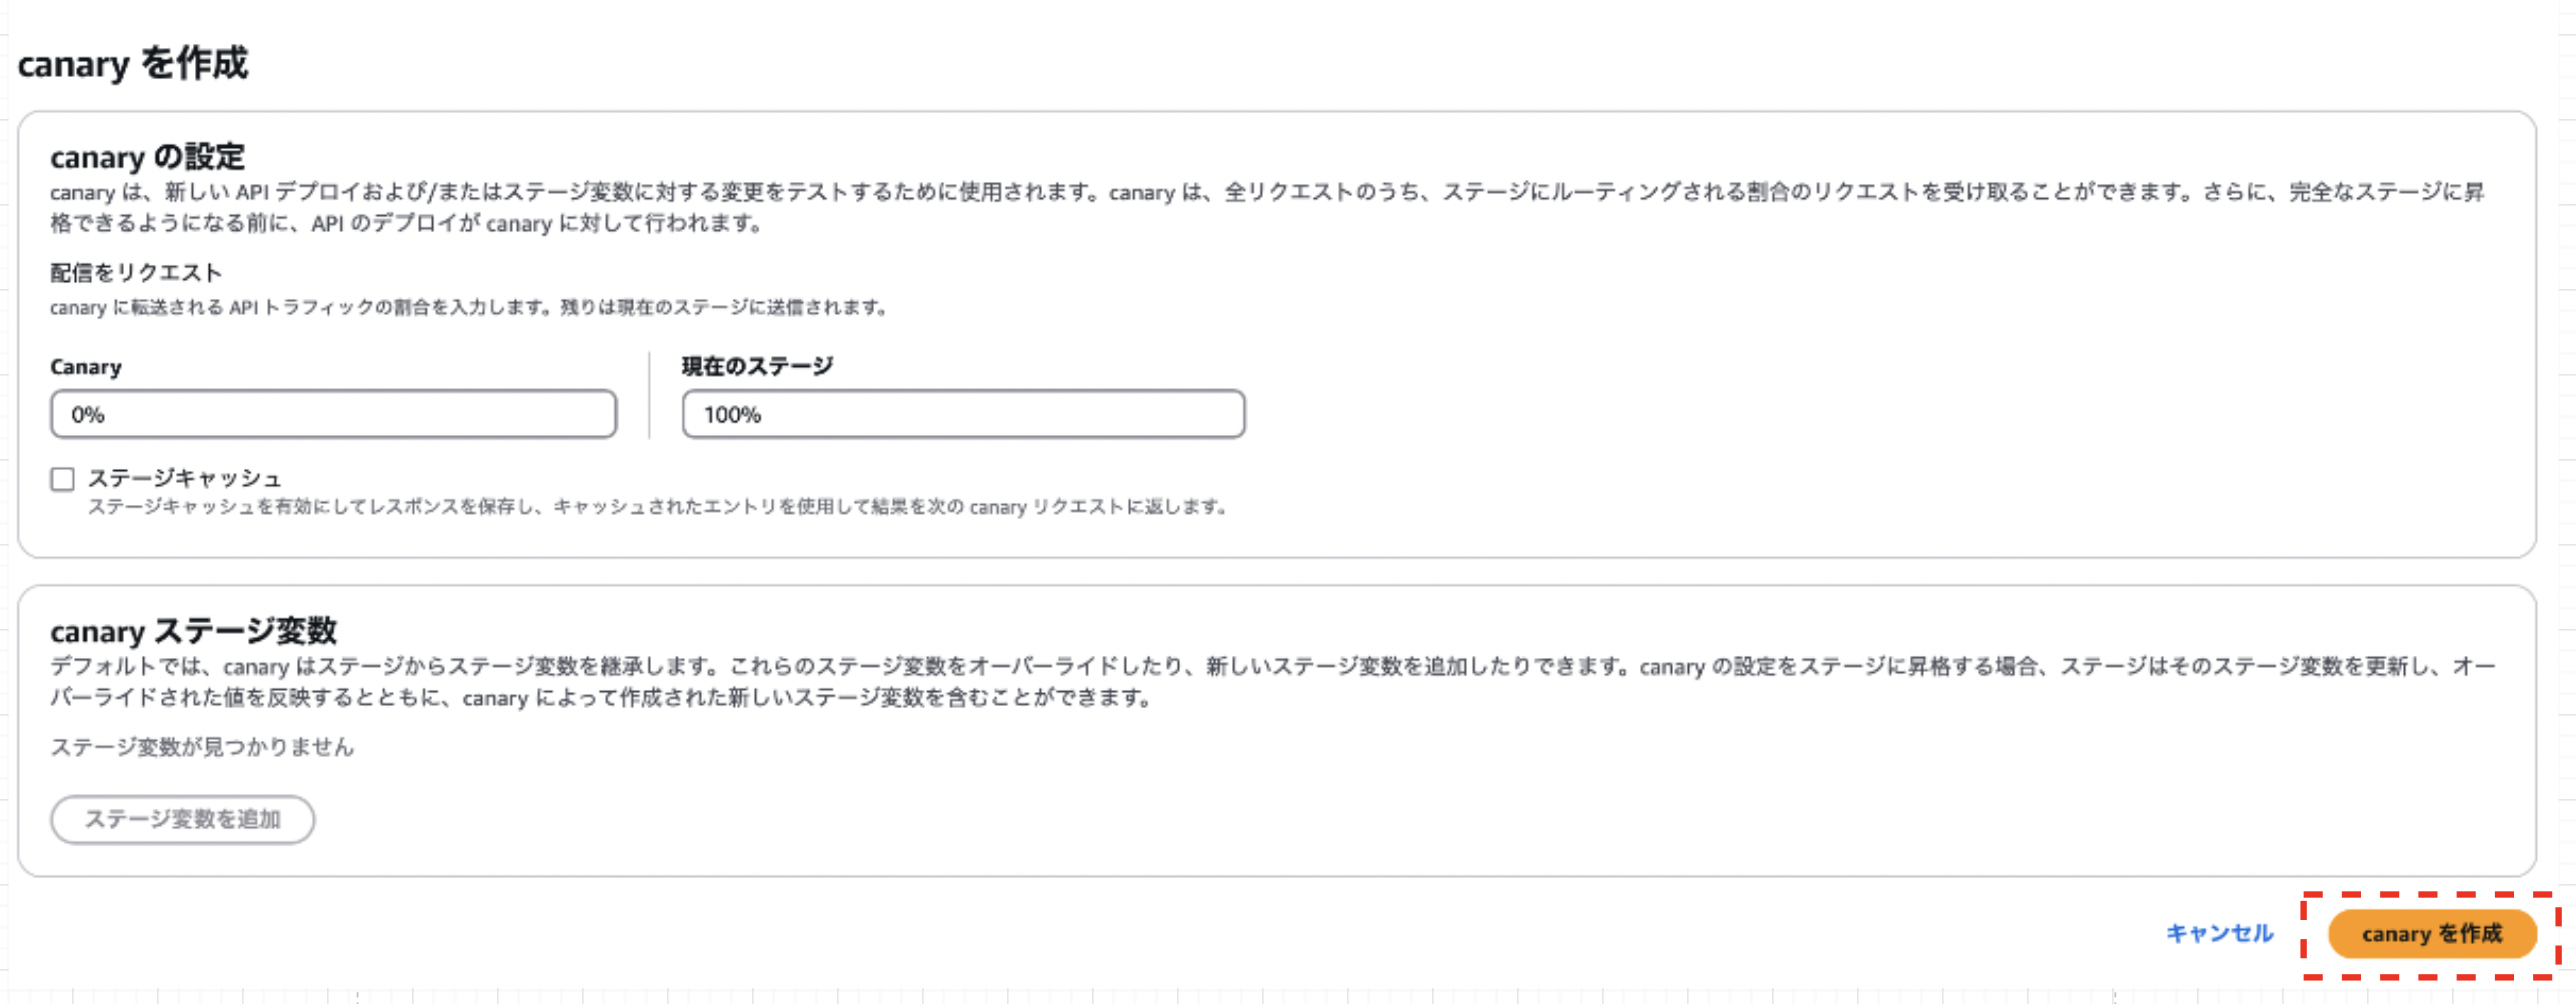 canary を作成
canary の設定
canary は、新しい API デプロイおよび/またはステージ変数に対する変更をテストするために使用されます。canary は、全リクエストのうち、ステージにルーティングされる割合のリクエストを受け取ることができます。さらに、完全なステージに昇
格できるようになる前に、API のデプロイが canary に対して行われます。
配信をリクエスト
canary に転送される API トラフィックの割合を入力します。残りは現在のステージに送信されます。
Canary 現在のステージ
0% 100%
ステージキャッシュ
ステージキャッシュを有効にしてレスポンスを保存し、キャッシュされたエントリを使用して結果を次の canary リクエストに返します。
canary ステージ変数
デフォルトでは、canary はステージからステージ変数を継承します。これらのステージ変数をオーバーライドしたり、新しいステージ変数を追加したりできます。canary の設定をステージに昇格する場合、ステージはそのステージ変数を更新し、オー
バーライドされた値を反映するとともに、canary によって作成された新しいステージ変数を含むことができます。
ステージ変数が見つかりません
ステージ変数を追加
キャンセル canary を作成